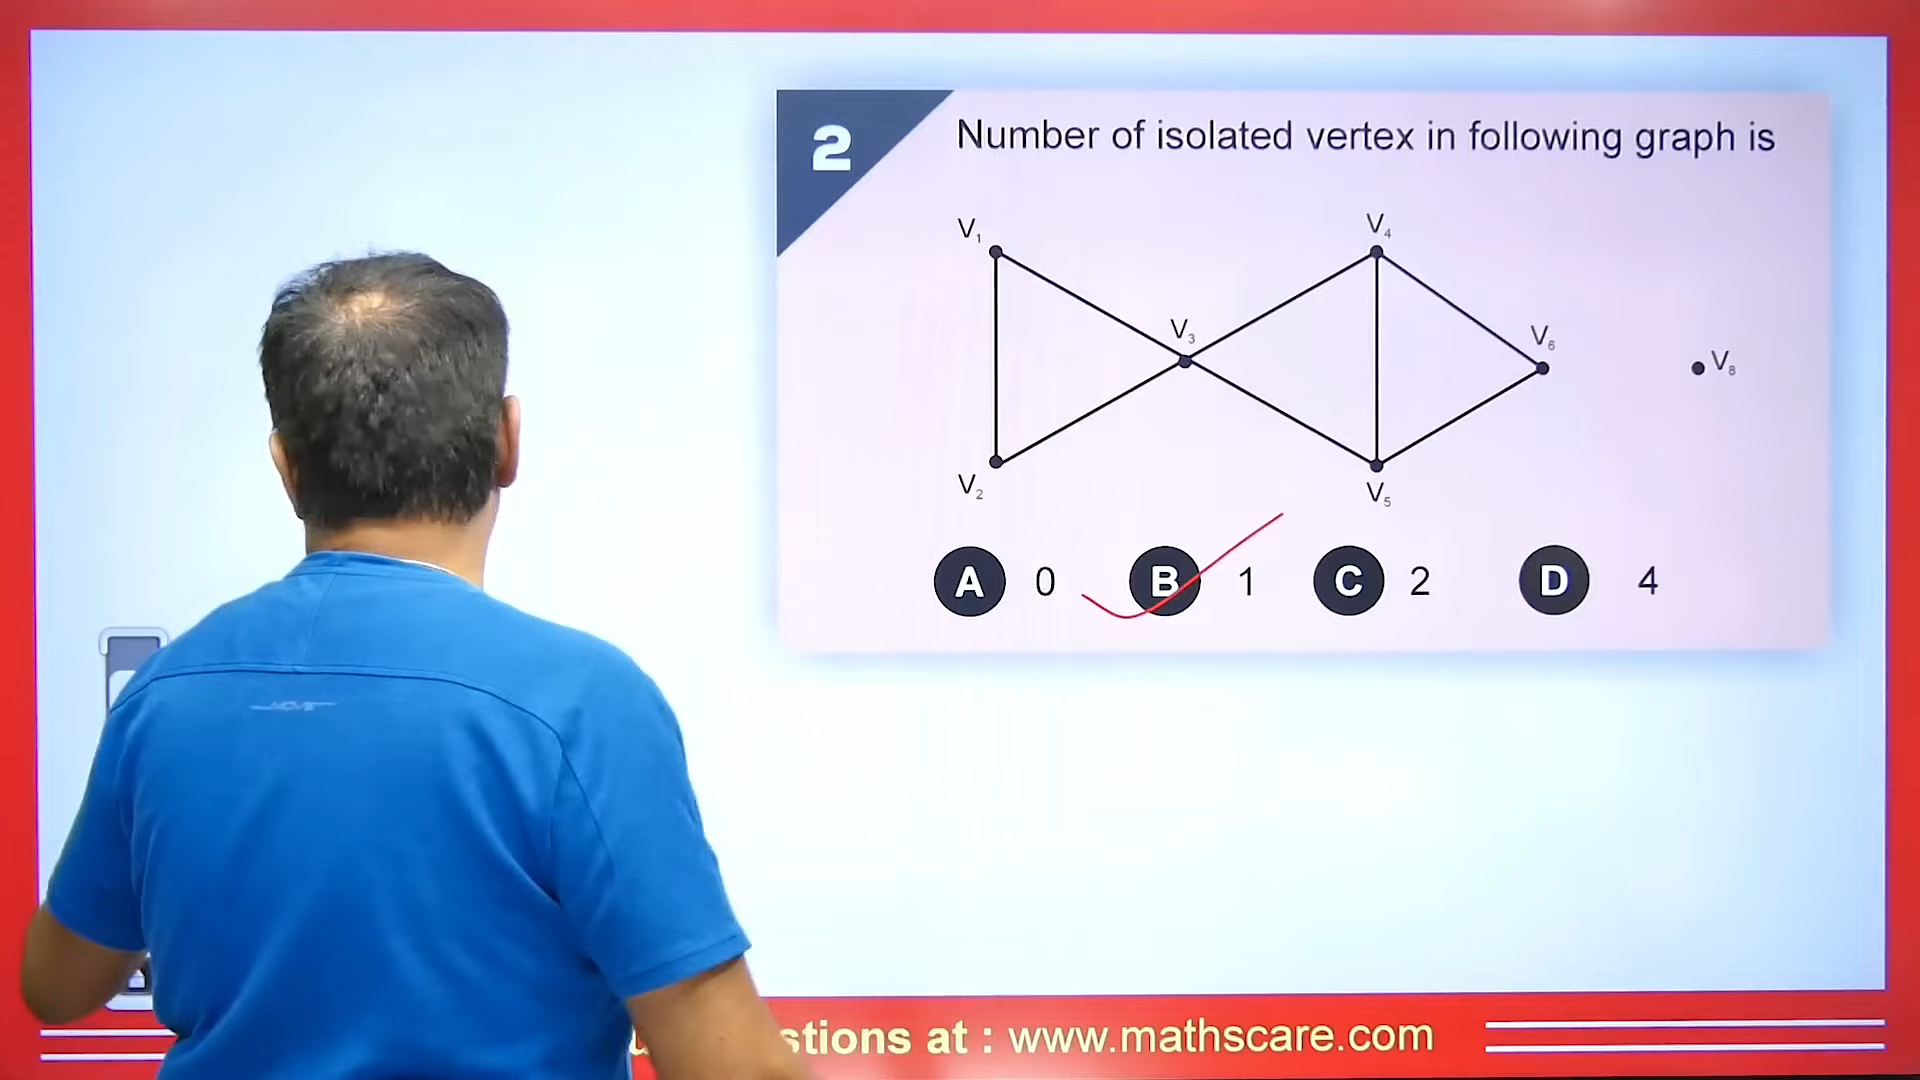 2
Number of isolated vertex in following graph is
V₁
V₄
V₃
V₆
V₈
V₂
V₅
A 0 B 1 C 2 D 4
stions at : www.mathscare.com